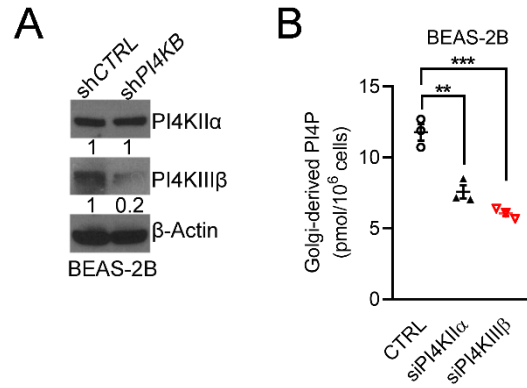 A
shCTRL
shPI4KB
PI4KIIα
1 1
PI4KIIIβ
1 0.2
β-Actin
BEAS-2B
B
BEAS-2B
***
**
15
10
5
0
Golgi-derived PI4P
(pmol/10⁶ cells)
CTRL
siPI4KIIα
siPI4KIIIβ